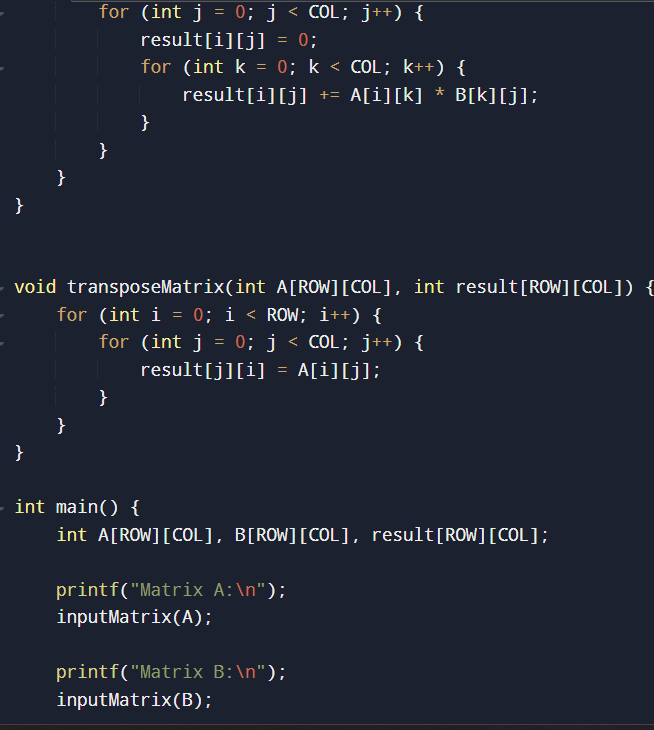 for (int j = 0; j < COL; j++) {
result[i][j] = 0;
for (int k = 0; k < COL; k++) {
result[i][j] += A[i][k] * B[k][j];
}
}
}
}
void transposeMatrix(int A[ROW][COL], int result[ROW][COL]) {
for (int i = 0; i < ROW; i++) {
for (int j = 0; j < COL; j++) {
result[j][i] = A[i][j];
}
}
}
int main() {
int A[ROW][COL], B[ROW][COL], result[ROW][COL];
printf("Matrix A:\n");
inputMatrix(A);
printf("Matrix B:\n");
inputMatrix(B);